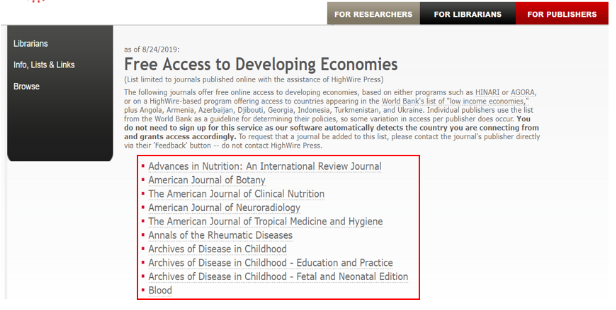 FOR RESEARCHERS FOR LIBRARIANS FOR PUBLISHERS
Librarians
Info, Lists & Links
Browse
as of 8/24/2019:
Free Access to Developing Economies
(List limited to journals published online with the assistance of HighWire Press)
The following journals offer free online access to developing economies, based on either programs such as HINARI or AGORA,
or on a HighWire-based program offering access to countries appearing in the World Bank's list of "low income economies,"
plus Angola, Armenia, Azerbaijan, Djibouti, Georgia, Indonesia, Turkmenistan, and Ukraine. Individual publishers use the list
from the World Bank as a guideline for determining their policies, so some variation in access per publisher does occur. You
do not need to sign up for this service as our software automatically detects the country you are connecting from
and grants access accordingly. To request that a journal be added to this list, please contact the journal's publisher directly
via their 'Feedback' button -- do not contact HighWire Press.
• Advances in Nutrition: An International Review Journal
• American Journal of Botany
• The American Journal of Clinical Nutrition
• American Journal of Neuroradiology
• The American Journal of Tropical Medicine and Hygiene
• Annals of the Rheumatic Diseases
• Archives of Disease in Childhood
• Archives of Disease in Childhood - Education and Practice
• Archives of Disease in Childhood - Fetal and Neonatal Edition
• Blood